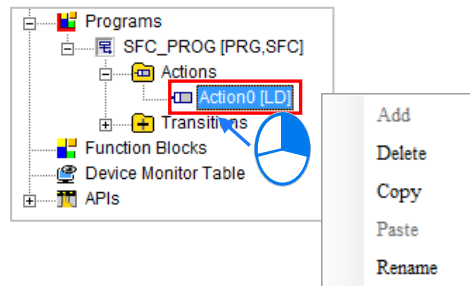 Programs
SFC_PROG [PRG,SFC]
Actions
Action0 [LD]
Transitions
Function Blocks
Device Monitor Table
APIs
Add
Delete
Copy
Paste
Rename